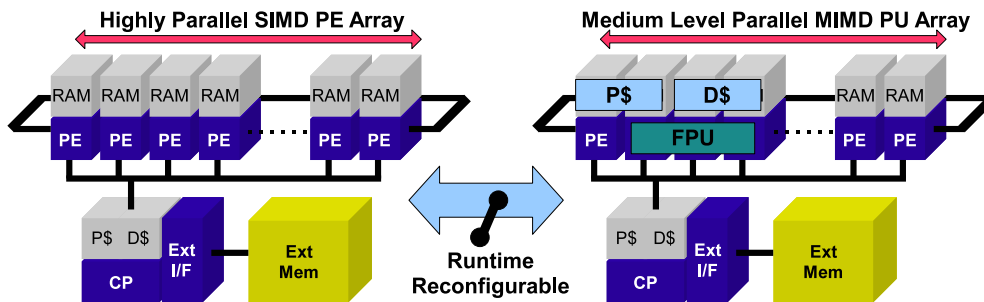 Highly Parallel SIMD PE Array
Medium Level Parallel MIMD PU Array
RAM RAM RAM RAM RAM RAM
PE PE PE PE PE PE
P$ D$ RAM RAM
PE FPU PE PE
P$ D$
CP
Ext
I/F
Ext
Mem
Runtime
Reconfigurable
P$ D$
CP
Ext
I/F
Ext
Mem